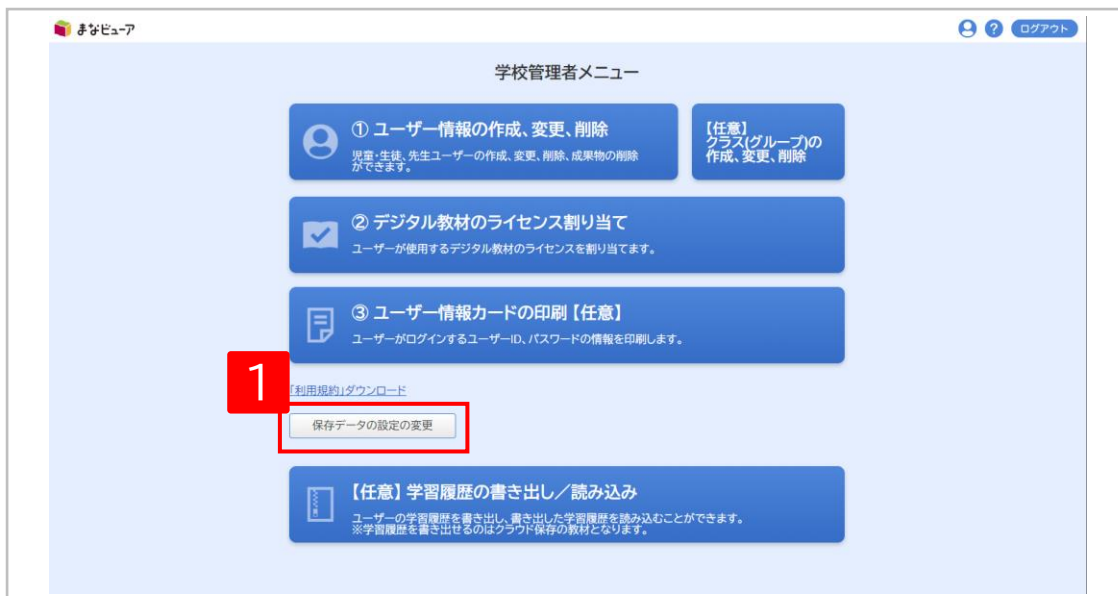 まなビューア
ログアウト
学校管理者メニュー
① ユーザー情報の作成、変更、削除
児童・生徒、先生ユーザーの作成、変更、削除、成果物の削除
ができます。
【任意】
クラス(グループ)の
作成、変更、削除
② デジタル教材のライセンス割り当て
ユーザーが使用するデジタル教材のライセンスを割り当てます。
③ ユーザー情報カードの印刷【任意】
ユーザーがログインするユーザーID、パスワードの情報を印刷します。
1
「利用規約」ダウンロード
保存データの設定の変更
【任意】学習履歴の書き出し／読み込み
ユーザーの学習履歴を書き出し、書き出した学習履歴を読み込むことができます。
※学習履歴を書き出せるのはクラウド保存の教材となります。